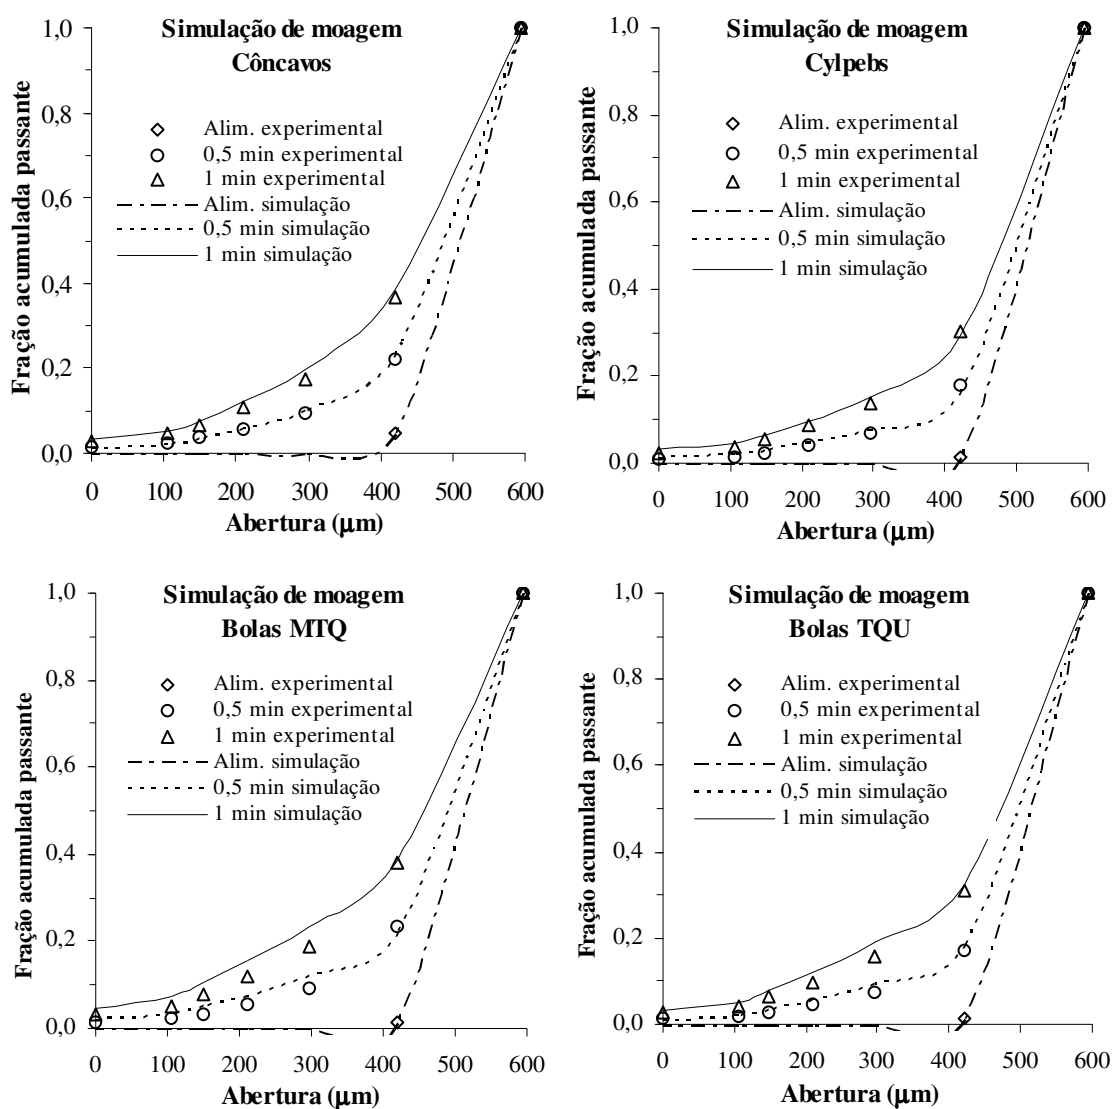 Simulação de moagem
Côncavos
Fração acumulada passante
1,0
0,8
0,6
0,4
0,2
0,0
Alim. experimental
0,5 min experimental
1 min experimental
Alim. simulação
0,5 min simulação
1 min simulação
0 100 200 300 400 500 600
Abertura (μm)
Simulação de moagem
Cylpebs
Fração acumulada passante
1,0
0,8
0,6
0,4
0,2
0,0
Alim. experimental
0,5 min experimental
1 min experimental
Alim. simulação
0,5 min simulação
1 min simulação
0 100 200 300 400 500 600
Abertura (μm)
Simulação de moagem
Bolas MTQ
Fração acumulada passante
1,0
0,8
0,6
0,4
0,2
0,0
Alim. experimental
0,5 min experimental
1 min experimental
Alim. simulação
0,5 min simulação
1 min simulação
0 100 200 300 400 500 600
Abertura (μm)
Simulação de moagem
Bolas TQU
Fração acumulada passante
1,0
0,8
0,6
0,4
0,2
0,0
Alim. experimental
0,5 min experimental
1 min experimental
Alim. simulação
0,5 min simulação
1 min simulação
0 100 200 300 400 500 600
Abertura (μm)